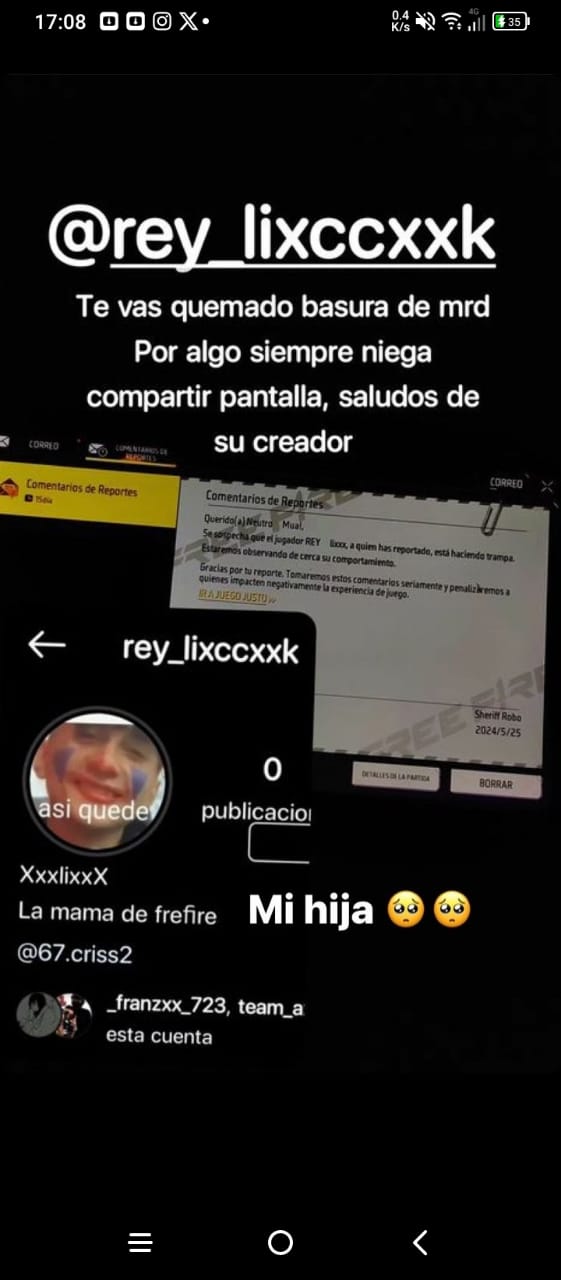 17:08
0.4
K/s
4G
35
@rey_lixccxxk
Te vas quemado basura de mrd
Por algo siempre niega
compartir pantalla, saludos de
su creador
CORREO
COMENTARIOS DE
REPORTES
CORREO
Comentarios de Reportes
15día
Comentarios de Reportes
Querido(a) Neutro Mual,
Se sospecha que el jugador REY lixxx, a quien has reportado, está haciendo trampa.
Estaremos observando de cerca su comportamiento.
Gracias por tu reporte. Tomaremos estos comentarios seriamente y penalizaremos a
quienes impacten negativamente la experiencia de juego.
IR A JUEGO JUSTO >>
FREE FIRE
FREE FIRE
Sheriff Robo
2024/5/25
DETALLES DE LA PARTIDA
BORRAR
rey_lixccxxk
asi quede
0
publicacio
XxxlixxX
La mama de frefire
Mi hija 🥺🥺
@67.criss2
_franzxx_723, team_a
esta cuenta